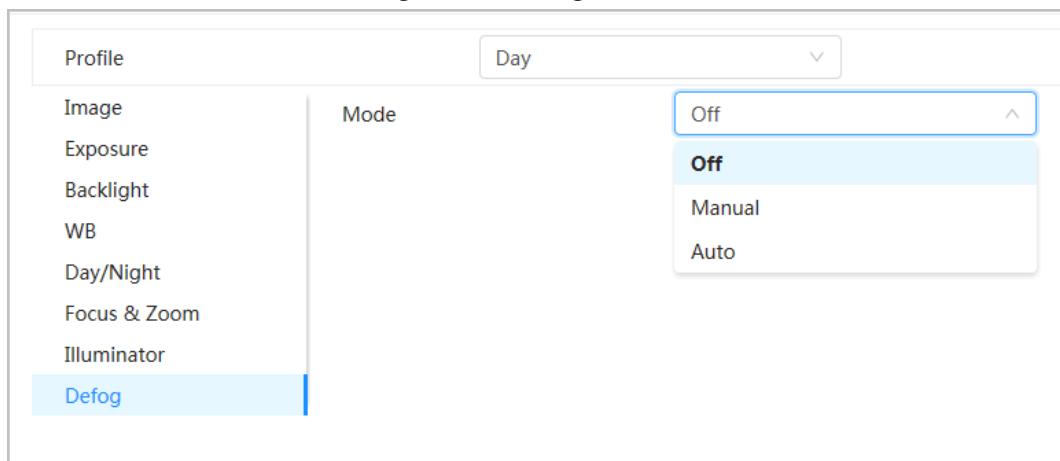 Profile Day
Image Mode Off
Exposure Off
Backlight
WB Manual
Day/Night Auto
Focus & Zoom
Illuminator
Defog